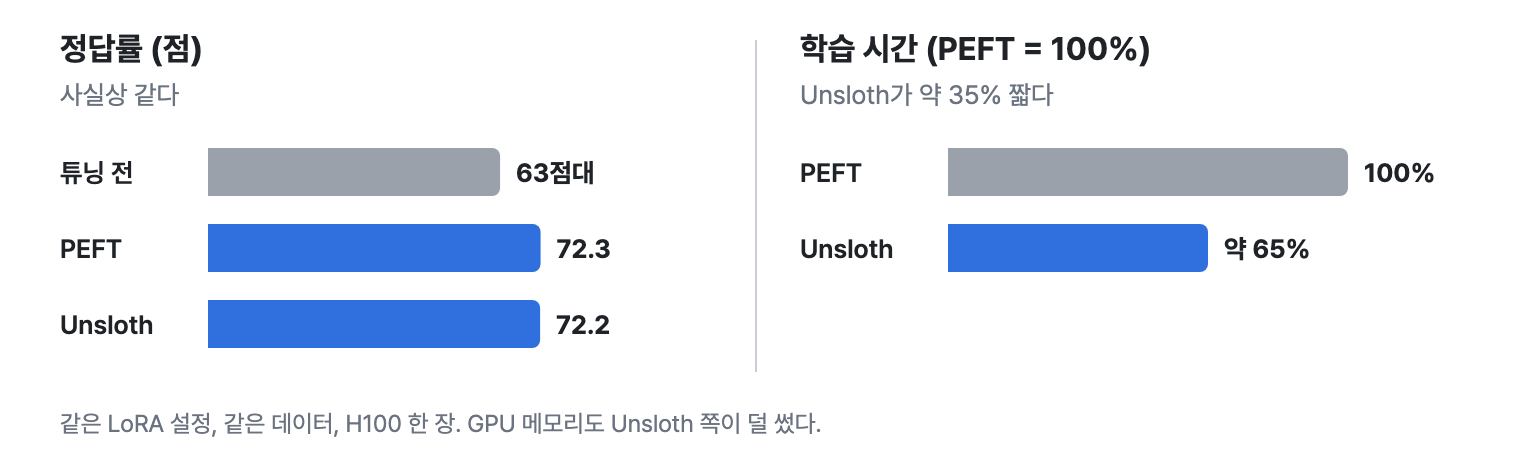 정답률 (점)
사실상 같다
튜닝 전
63점대
PEFT
72.3
Unsloth
72.2
학습 시간 (PEFT = 100%)
Unsloth가 약 35% 짧다
PEFT
100%
Unsloth
약 65%
같은 LoRA 설정, 같은 데이터, H100 한 장. GPU 메모리도 Unsloth 쪽이 덜 썼다.